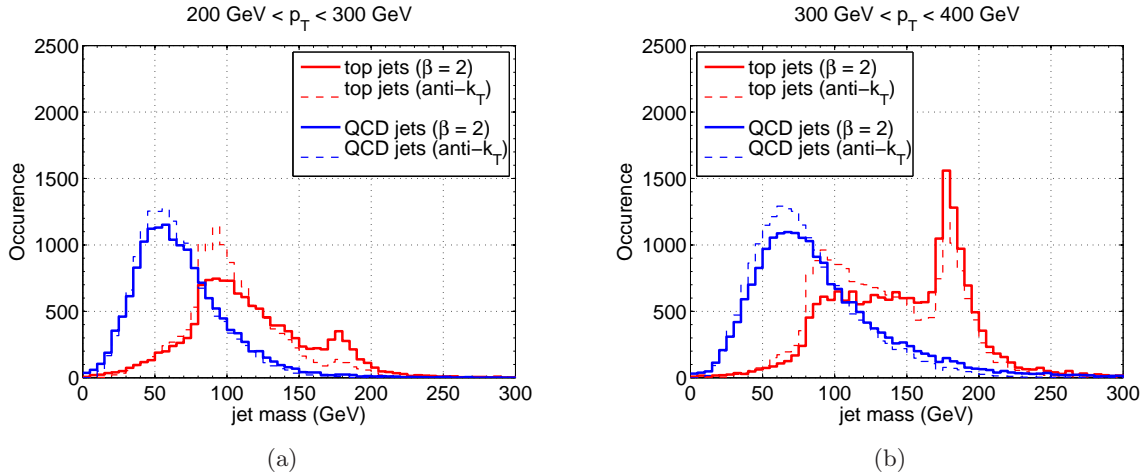 200 GeV < p_T < 300 GeV
2500
2000
1500
1000
500
0
Occurence
top jets (β = 2)
top jets (anti−k_T)
QCD jets (β = 2)
QCD jets (anti−k_T)
0 50 100 150 200 250 300
jet mass (GeV)
(a)
300 GeV < p_T < 400 GeV
2500
2000
1500
1000
500
0
Occurence
top jets (β = 2)
top jets (anti−k_T)
QCD jets (β = 2)
QCD jets (anti−k_T)
0 50 100 150 200 250 300
jet mass (GeV)
(b)